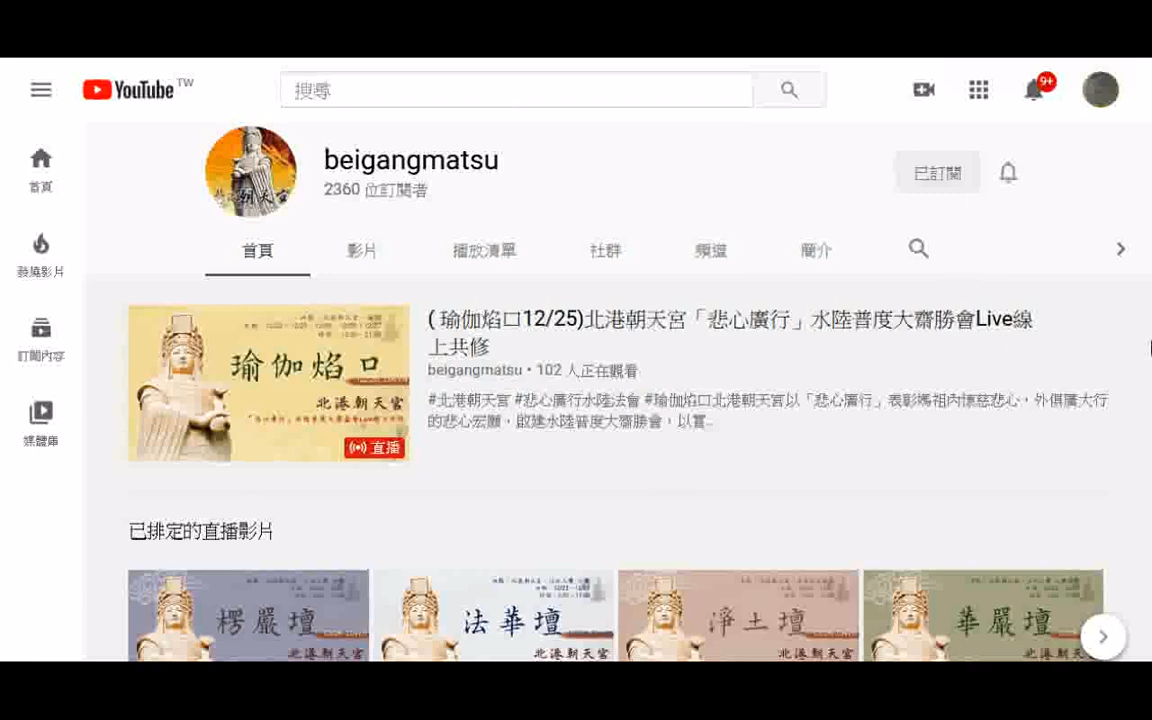 YouTube TW
搜尋
9+
首頁
發燒影片
訂閱內容
媒體庫
beigangmatsu
2360 位訂閱者
已訂閱
首頁
影片
播放清單
社群
頻道
簡介
瑜伽焰口
北港朝天宮
直播
( 瑜伽焰口12/25)北港朝天宮「悲心廣行」水陸普度大齋勝會Live線
上共修
beigangmatsu • 102 人正在觀看
#北港朝天宮 #悲心廣行水陸法會 #瑜伽焰口北港朝天宮以「悲心廣行」表彰媽祖內懷慈悲心，外俱廣大行
的悲心宏願，啟建水陸普度大齋勝會，以冥...
已排定的直播影片
楞嚴壇
北港朝天宮
法華壇
北港朝天宮
淨土壇
北港朝天宮
華嚴壇
北港朝天宮